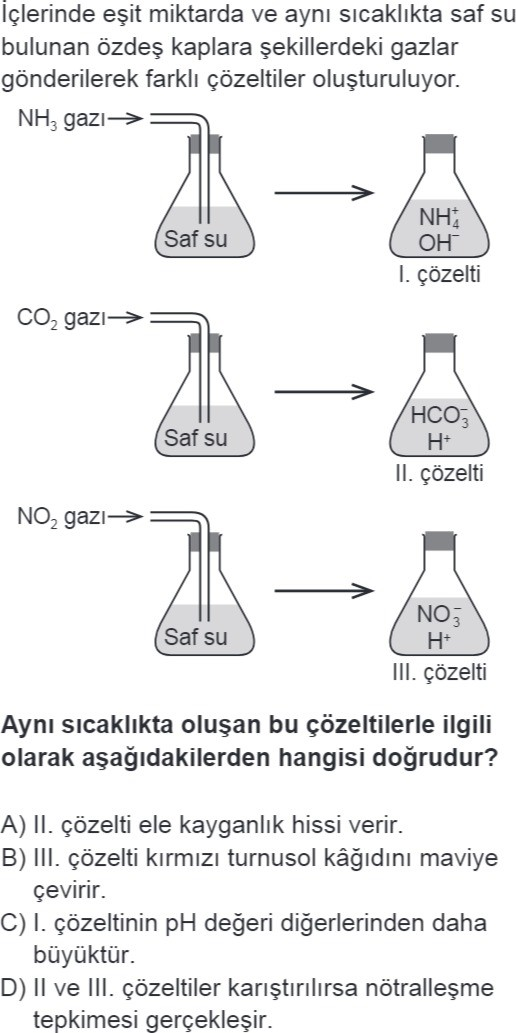 İçlerinde eşit miktarda ve aynı sıcaklıkta saf su
bulunan özdeş kaplara şekillerdeki gazlar
gönderilerek farklı çözeltiler oluşturuluyor.
NH₃ gazı
Saf su
NH₄⁺
OH⁻
I. çözelti
CO₂ gazı
Saf su
HCO₃⁻
H⁺
II. çözelti
NO₂ gazı
Saf su
NO₃⁻
H⁺
III. çözelti
Aynı sıcaklıkta oluşan bu çözeltilerle ilgili
olarak aşağıdakilerden hangisi doğrudur?
A) II. çözelti ele kayganlık hissi verir.
B) III. çözelti kırmızı turnusol kâğıdını maviye
çevirir.
C) I. çözeltinin pH değeri diğerlerinden daha
büyüktür.
D) II ve III. çözeltiler karıştırılırsa nötralleşme
tepkimesi gerçekleşir.